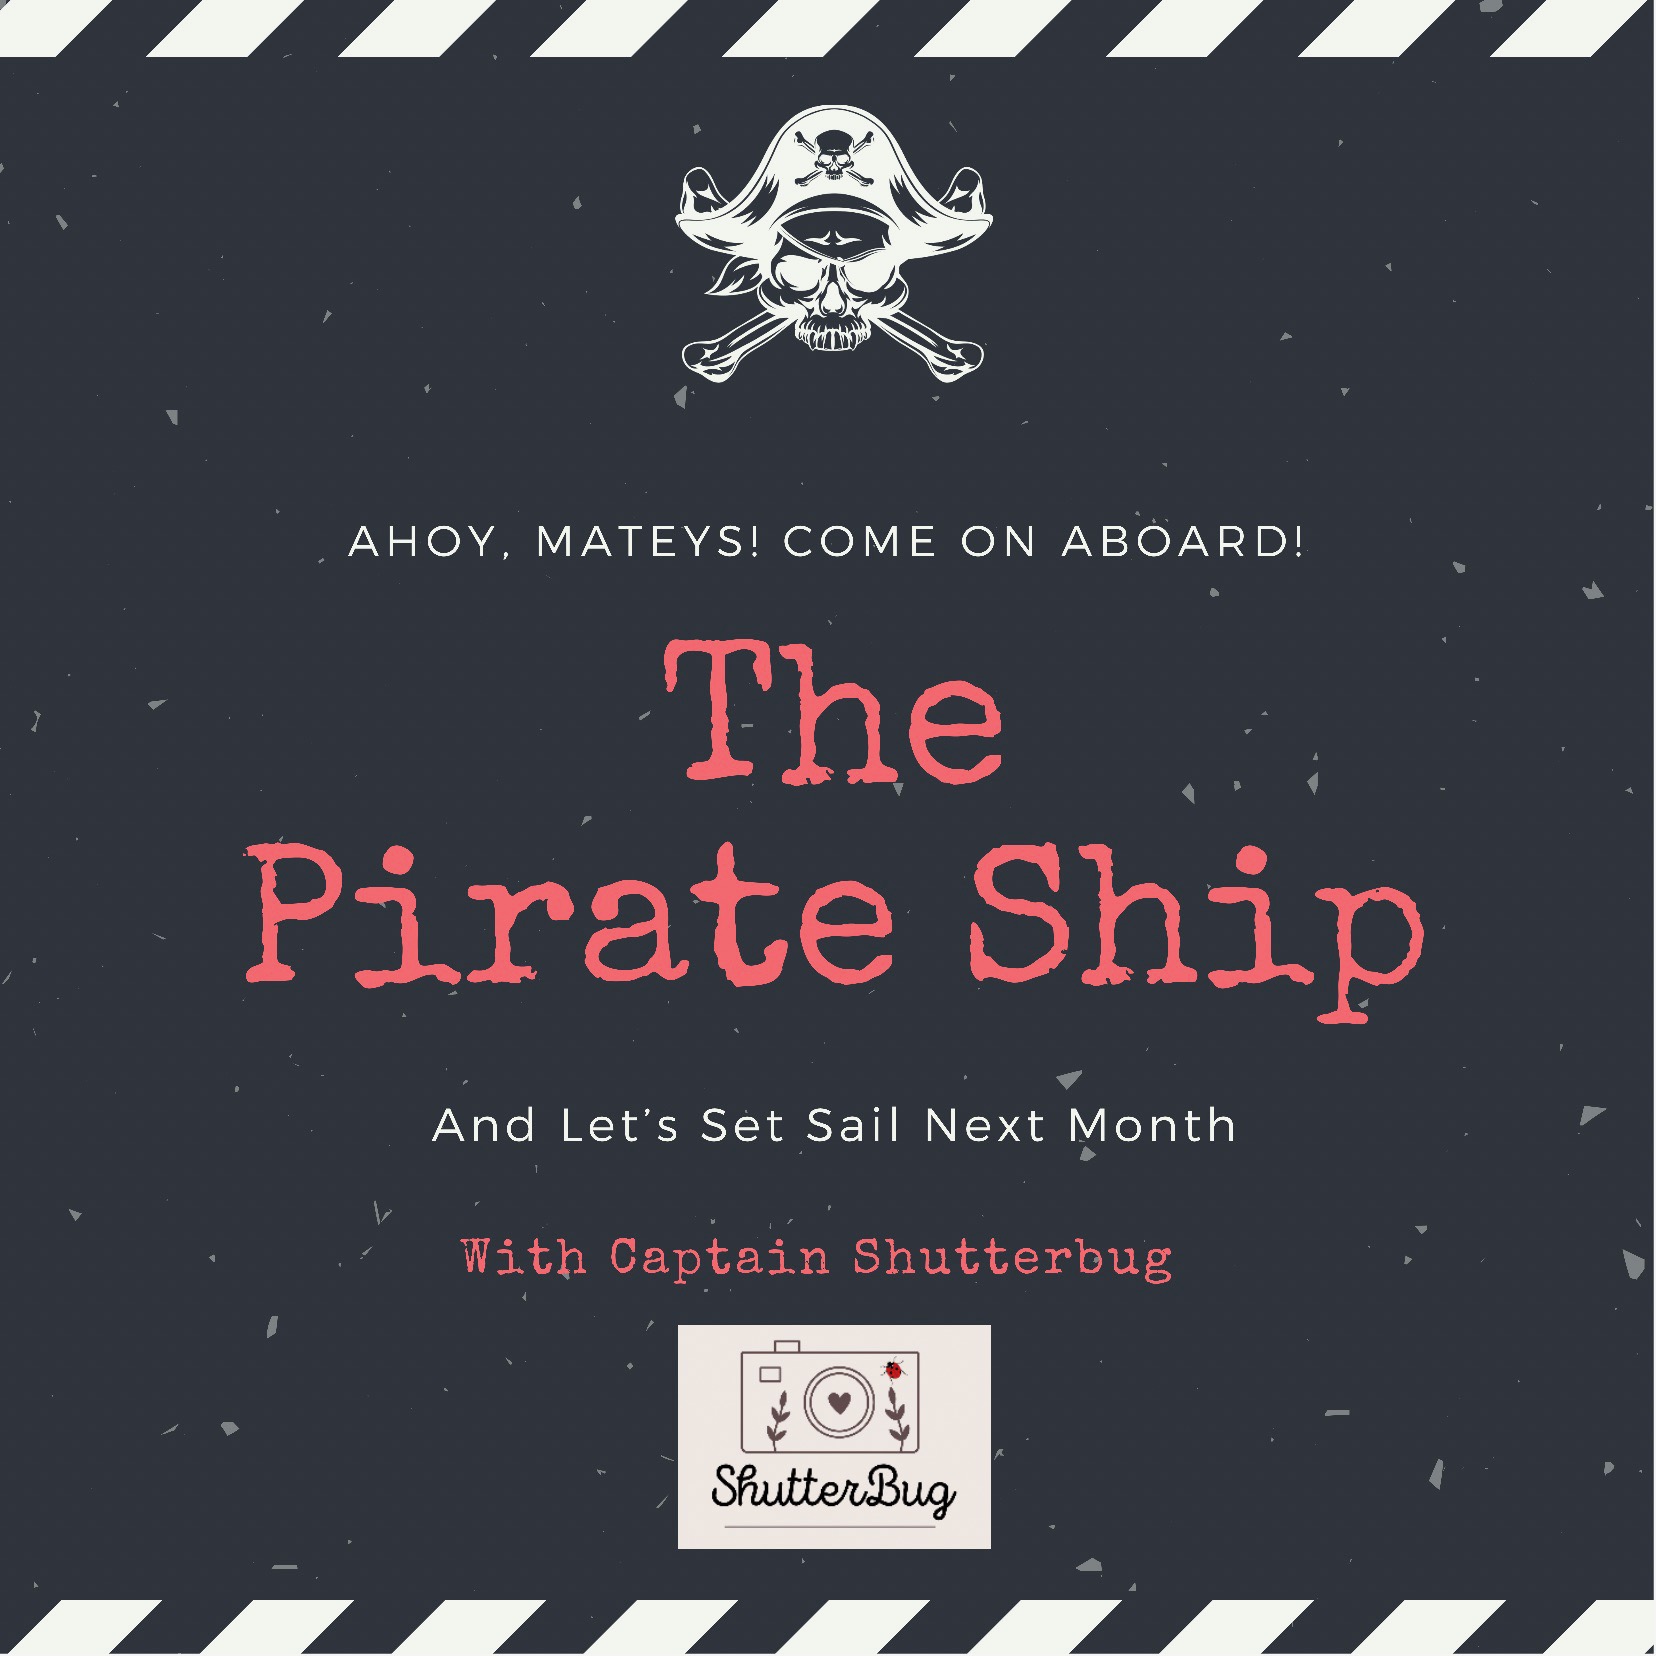 AHOY, MATEYS! COME ON ABOARD!
The
Pirate Ship
And Let’s Set Sail Next Month
With Captain Shutterbug
ShutterBug